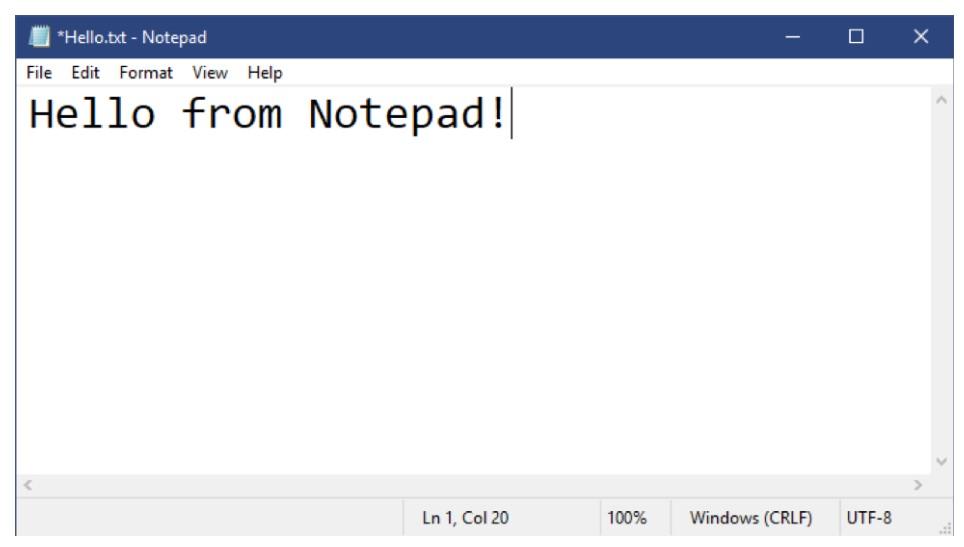 *Hello.txt - Notepad
File Edit Format View Help
Hello from Notepad!
Ln 1, Col 20 100% Windows (CRLF) UTF-8